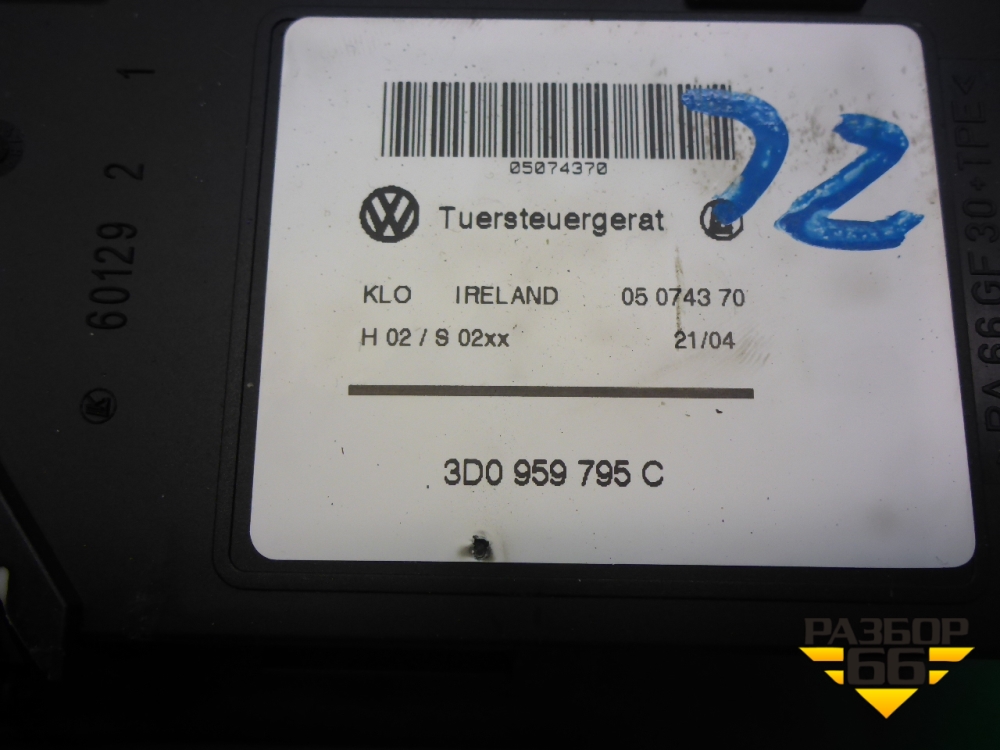 05074370
Tuersteuergerat
KLO IRELAND 05 0743 70
H 02 / S 02xx 21/04
3D0 959 795 C
60129 2 1
PA 66 GF 30+TPE<
РАЗБОР
66